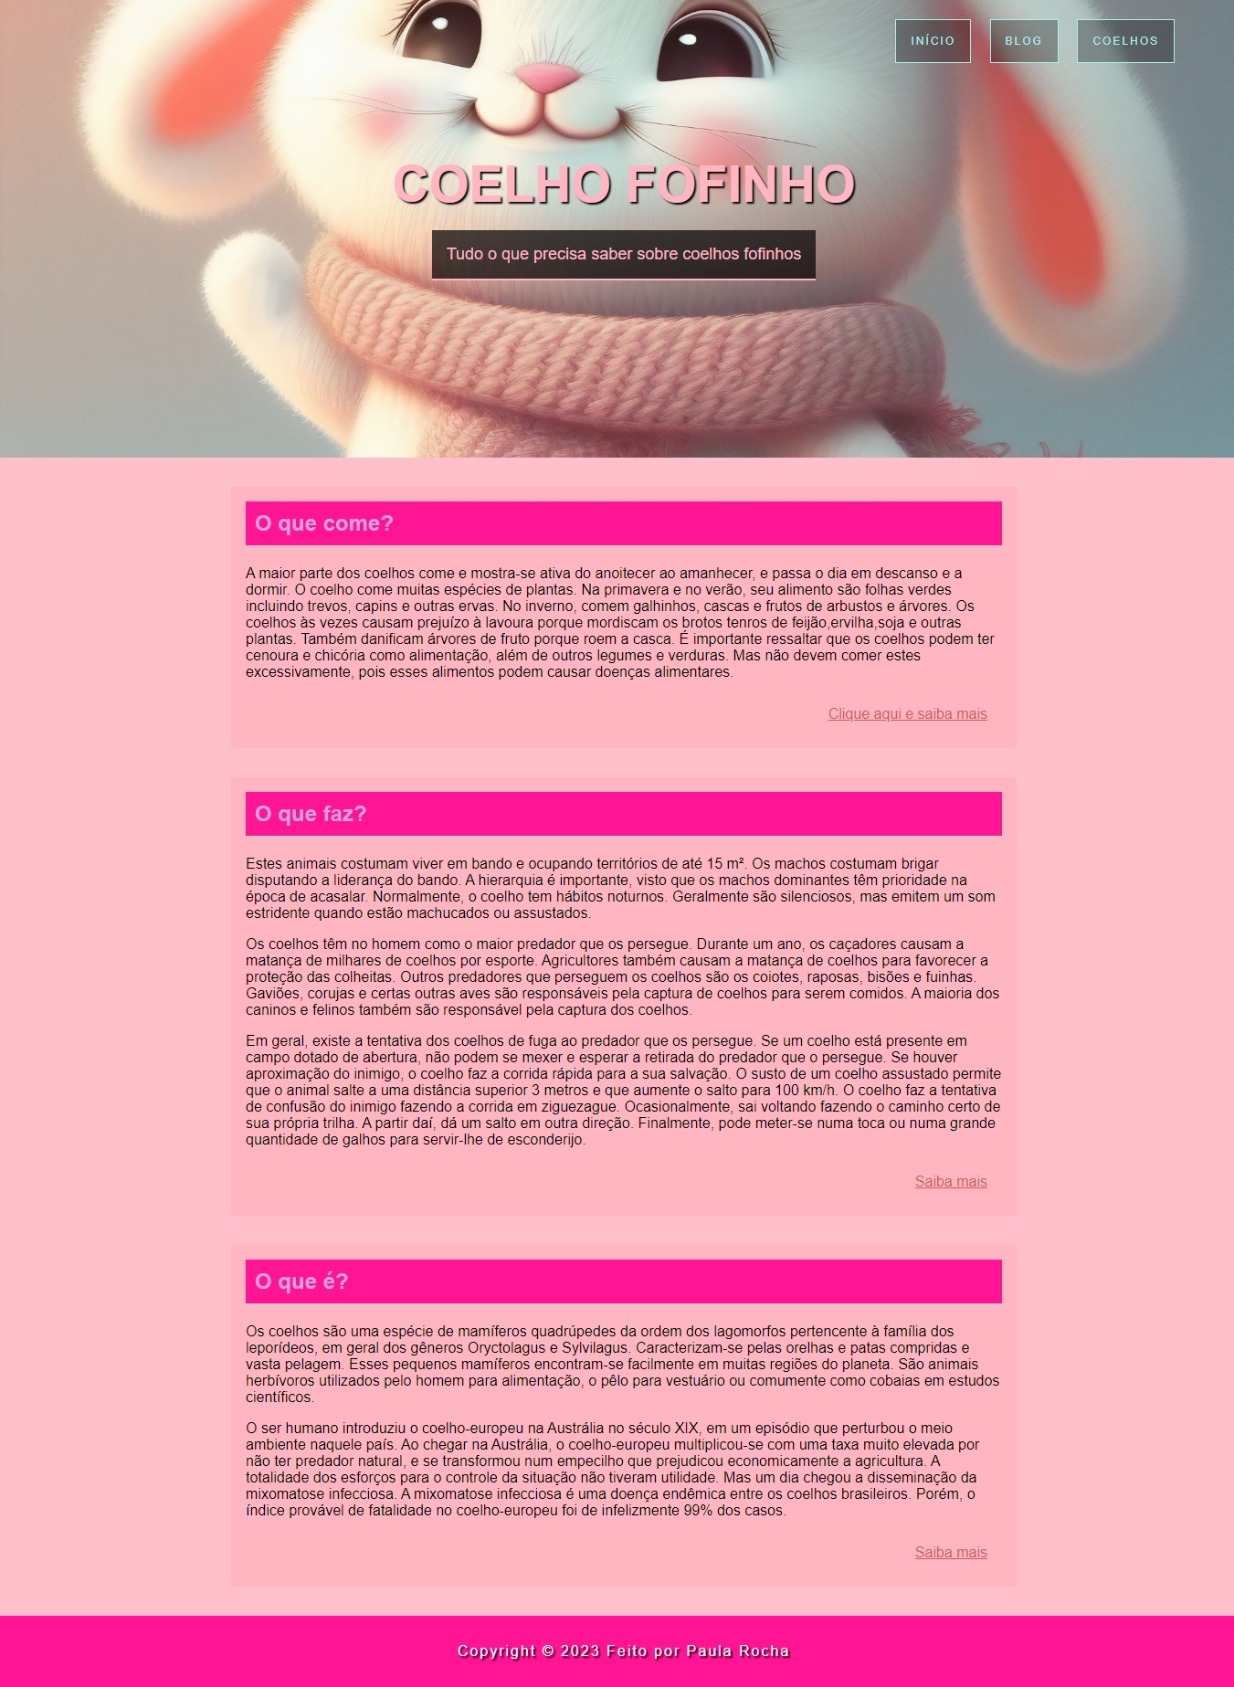 INÍCIO
BLOG
COELHOS
COELHO FOFINHO
Tudo o que precisa saber sobre coelhos fofinhos
O que come?
A maior parte dos coelhos come e mostra-se ativa do anoitecer ao amanhecer, e passa o dia em descanso e a
dormir. O coelho come muitas espécies de plantas. Na primavera e no verão, seu alimento são folhas verdes
incluindo trevos, capins e outras ervas. No inverno, comem galhinhos, cascas e frutos de arbustos e árvores. Os
coelhos às vezes causam prejuízo à lavoura porque mordiscam os brotos tenros de feijão,ervilha,soja e outras
plantas. Também danificam árvores de fruto porque roem a casca. É importante ressaltar que os coelhos podem ter
cenoura e chicória como alimentação, além de outros legumes e verduras. Mas não devem comer estes
excessivamente, pois esses alimentos podem causar doenças alimentares.
Clique aqui e saiba mais
O que faz?
Estes animais costumam viver em bando e ocupando territórios de até 15 m². Os machos costumam brigar
disputando a liderança do bando. A hierarquia é importante, visto que os machos dominantes têm prioridade na
época de acasalar. Normalmente, o coelho tem hábitos noturnos. Geralmente são silenciosos, mas emitem um som
estridente quando estão machucados ou assustados.
Os coelhos têm no homem como o maior predador que os persegue. Durante um ano, os caçadores causam a
matança de milhares de coelhos por esporte. Agricultores também causam a matança de coelhos para favorecer a
proteção das colheitas. Outros predadores que perseguem os coelhos são os coiotes, raposas, bisões e fuinhas.
Gaviões, corujas e certas outras aves são responsáveis pela captura de coelhos para serem comidos. A maioria dos
caninos e felinos também são responsável pela captura dos coelhos.
Em geral, existe a tentativa dos coelhos de fuga ao predador que os persegue. Se um coelho está presente em
campo dotado de abertura, não podem se mexer e esperar a retirada do predador que o persegue. Se houver
aproximação do inimigo, o coelho faz a corrida rápida para a sua salvação. O susto de um coelho assustado permite
que o animal salte a uma distância superior 3 metros e que aumente o salto para 100 km/h. O coelho faz a tentativa
de confusão do inimigo fazendo a corrida em ziguezague. Ocasionalmente, sai voltando fazendo o caminho certo de
sua própria trilha. A partir daí, dá um salto em outra direção. Finalmente, pode meter-se numa toca ou numa grande
quantidade de galhos para servir-lhe de esconderijo.
Saiba mais
O que é?
Os coelhos são uma espécie de mamíferos quadrúpedes da ordem dos lagomorfos pertencente à família dos
leporídeos, em geral dos gêneros Oryctolagus e Sylvilagus. Caracterizam-se pelas orelhas e patas compridas e
vasta pelagem. Esses pequenos mamíferos encontram-se facilmente em muitas regiões do planeta. São animais
herbívoros utilizados pelo homem para alimentação, o pêlo para vestuário ou comumente como cobaias em estudos
científicos.
O ser humano introduziu o coelho-europeu na Austrália no século XIX, em um episódio que perturbou o meio
ambiente naquele país. Ao chegar na Austrália, o coelho-europeu multiplicou-se com uma taxa muito elevada por
não ter predador natural, e se transformou num empecilho que prejudicou economicamente a agricultura. A
totalidade dos esforços para o controle da situação não tiveram utilidade. Mas um dia chegou a disseminação da
mixomatose infecciosa. A mixomatose infecciosa é uma doença endêmica entre os coelhos brasileiros. Porém, o
índice provável de fatalidade no coelho-europeu foi de infelizmente 99% dos casos.
Saiba mais
Copyright © 2023 Feito por Paula Rocha